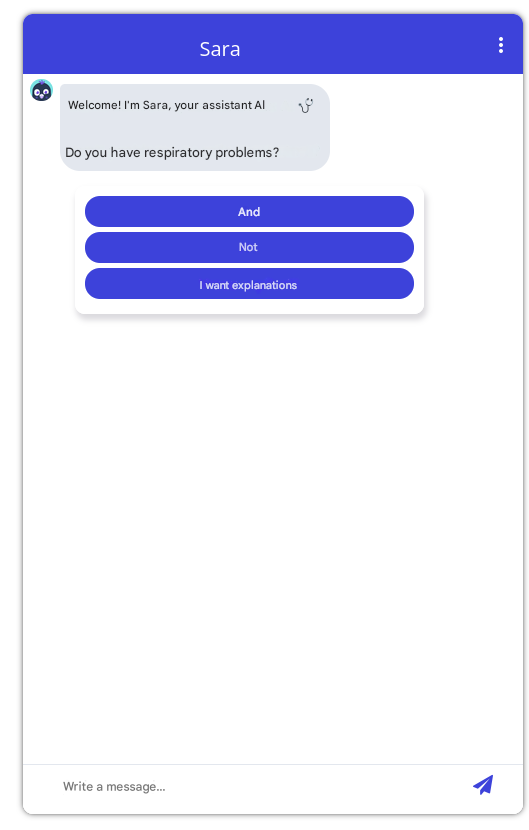 Sara
Welcome! I'm Sara, your assistant AI
Do you have respiratory problems?
And
Not
I want explanations
Write a message...